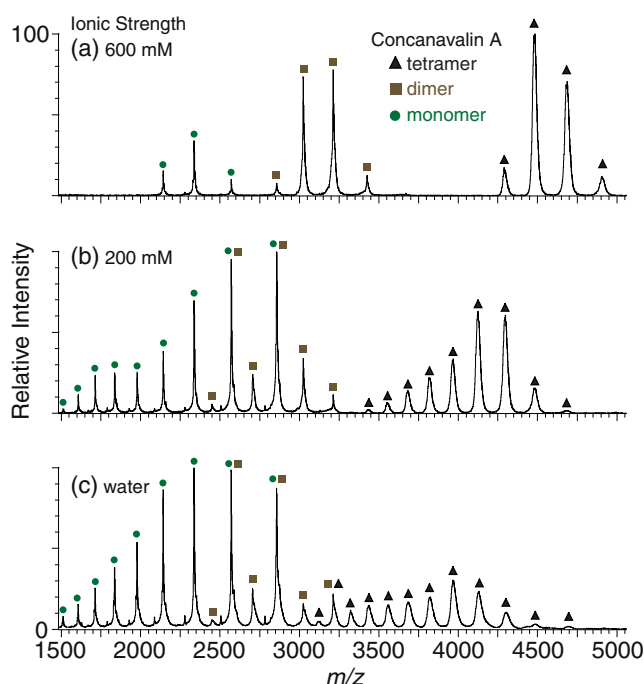 Ionic Strength
(a) 600 mM
100
Concanavalin A
tetramer
dimer
monomer
(b) 200 mM
Relative Intensity
(c) water
0
1500 2000 2500 3000 3500 4000 4500 5000
m/z